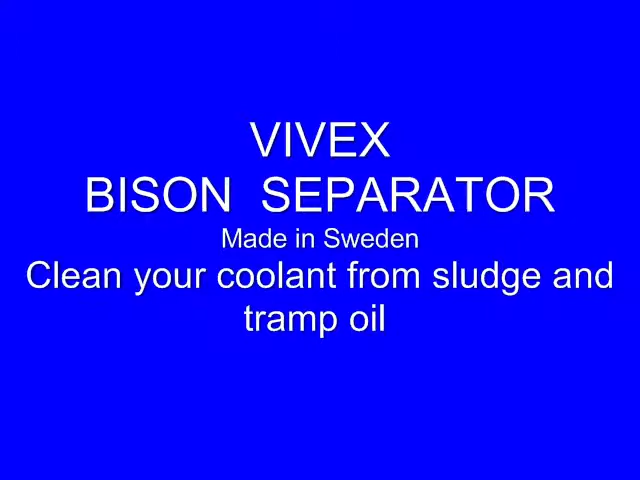 VIVEX
BISON SEPARATOR
Made in Sweden
Clean your coolant from sludge and
tramp oil